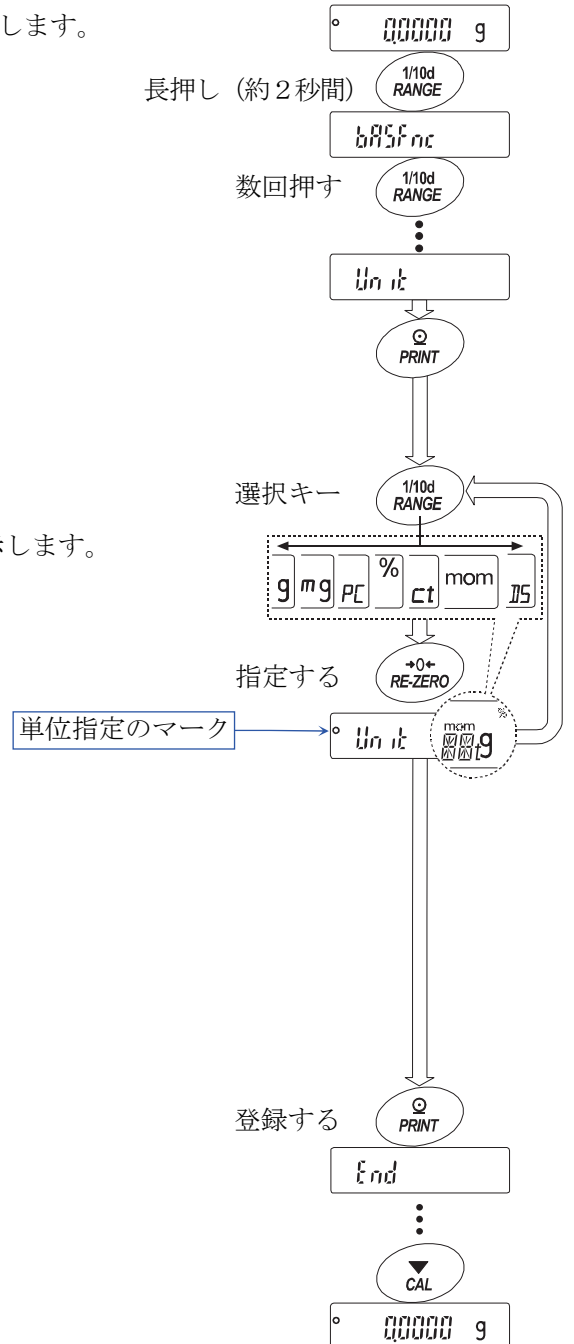 します。
° 0.0000 g
長押し（約２秒間） 1/10d RANGE
bASFnc
数回押す 1/10d RANGE
Unit
PRINT
選択キー 1/10d RANGE
します。
g mg PC % ct mom DS
指定する →0← RE-ZERO
単位指定のマーク ° Unit mom % t g
登録する PRINT
End
CAL
° 0.0000 g